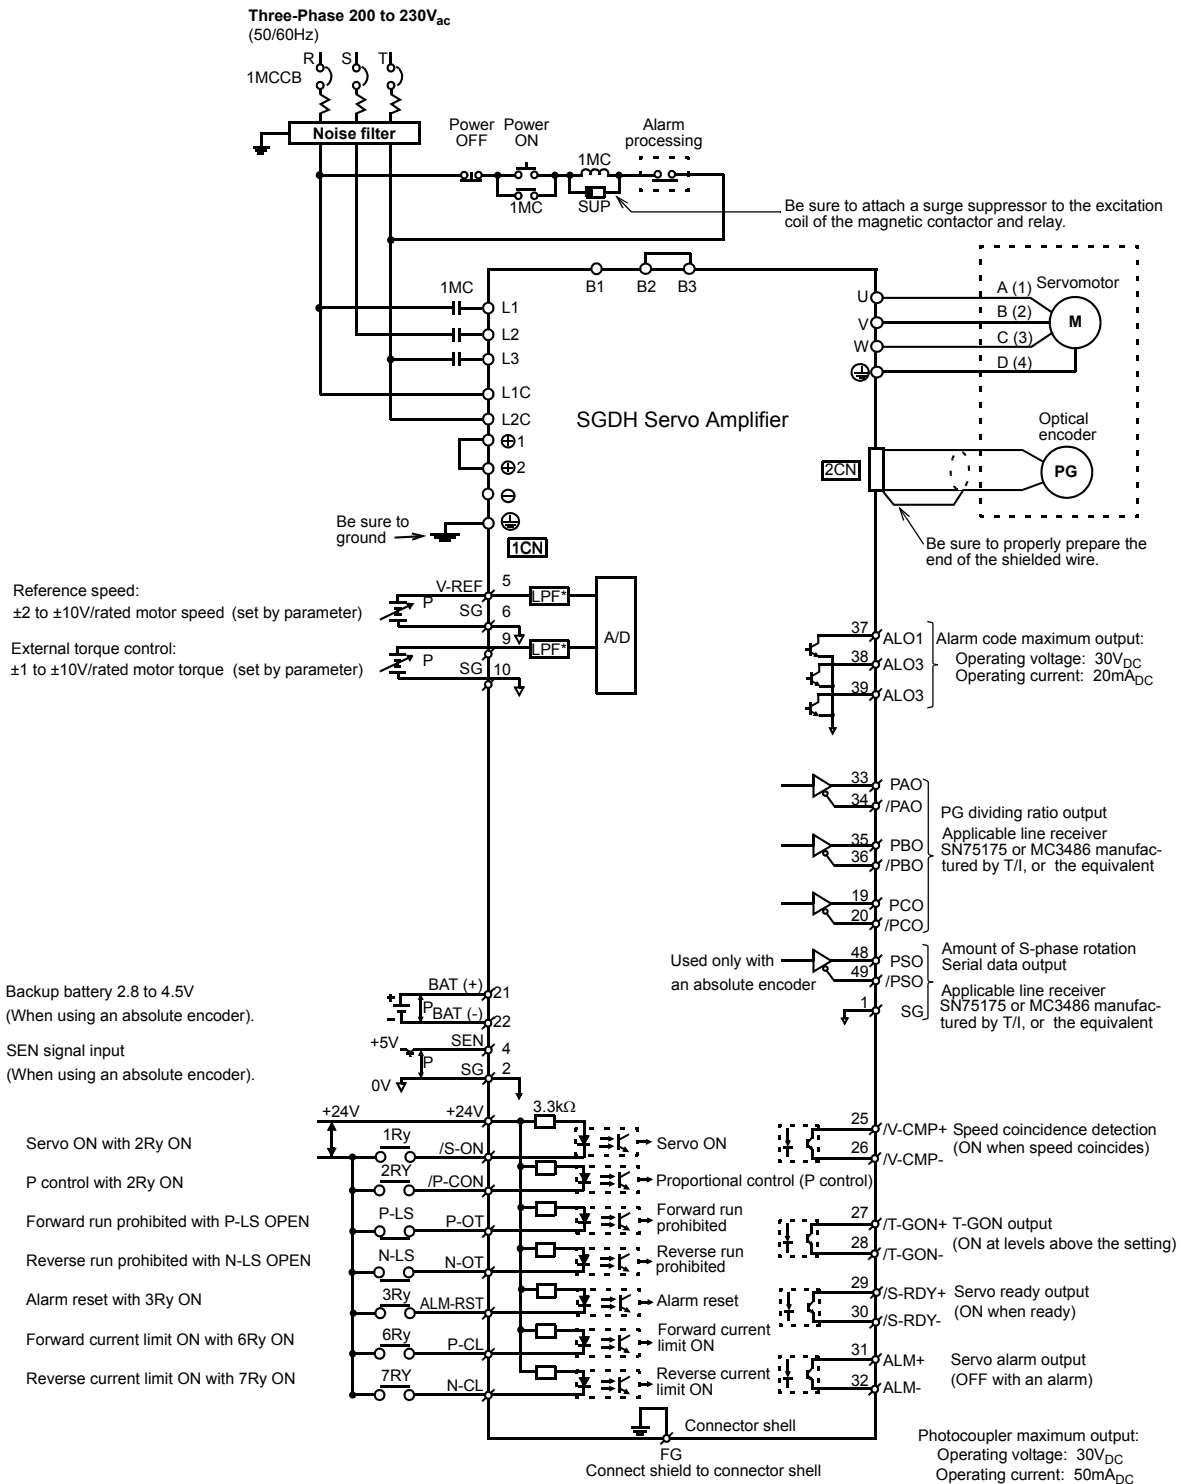 Three-Phase 200 to 230Vac
(50/60Hz)
R S T
1MCCB
Noise filter
Power OFF
Power ON
Alarm processing
1MC
1MC
SUP
Be sure to attach a surge suppressor to the excitation
coil of the magnetic contactor and relay.
B1 B2 B3
1MC
L1
L2
L3
L1C
L2C
⊕1
⊕2
⊖
Be sure to
ground
1CN
SGDH Servo Amplifier
U
V
W
A (1)
B (2)
C (3)
D (4)
Servomotor
M
Optical
encoder
2CN
PG
Be sure to properly prepare the
end of the shielded wire.
Reference speed:
±2 to ±10V/rated motor speed (set by parameter)
External torque control:
±1 to ±10V/rated motor torque (set by parameter)
V-REF 5
P
SG 6
9
P
SG 10
LPF*
LPF*
A/D
37 ALO1
38 ALO3
39 ALO3
Alarm code maximum output:
Operating voltage: 30VDC
Operating current: 20mADC
33 PAO
34 /PAO
35 PBO
36 /PBO
19 PCO
20 /PCO
PG dividing ratio output
Applicable line receiver
SN75175 or MC3486 manufac-
tured by T/I, or the equivalent
Used only with
an absolute encoder
48 PSO
49 /PSO
1 SG
Amount of S-phase rotation
Serial data output
Applicable line receiver
SN75175 or MC3486 manufac-
tured by T/I, or the equivalent
Backup battery 2.8 to 4.5V
(When using an absolute encoder).
+
-
BAT (+) 21
P
BAT (-) 22
SEN signal input
(When using an absolute encoder).
+5V
SEN 4
P
0V
SG 2
+24V
+24V
3.3kΩ
Servo ON with 2Ry ON
1Ry
/S-ON
Servo ON
P control with 2Ry ON
2RY
/P-CON
Proportional control (P control)
Forward run prohibited with P-LS OPEN
P-LS
P-OT
Forward run
prohibited
Reverse run prohibited with N-LS OPEN
N-LS
N-OT
Reverse run
prohibited
Alarm reset with 3Ry ON
3Ry
ALM-RST
Alarm reset
Forward current limit ON with 6Ry ON
6Ry
P-CL
Forward current
limit ON
Reverse current limit ON with 7Ry ON
7RY
N-CL
Reverse current
limit ON
25 /V-CMP+
26 /V-CMP-
Speed coincidence detection
(ON when speed coincides)
27 /T-GON+
28 /T-GON-
T-GON output
(ON at levels above the setting)
29 /S-RDY+
30 /S-RDY-
Servo ready output
(ON when ready)
31 ALM+
32 ALM-
Servo alarm output
(OFF with an alarm)
Connector shell
FG
Connect shield to connector shell
Photocoupler maximum output:
Operating voltage: 30VDC
Operating current: 50mADC